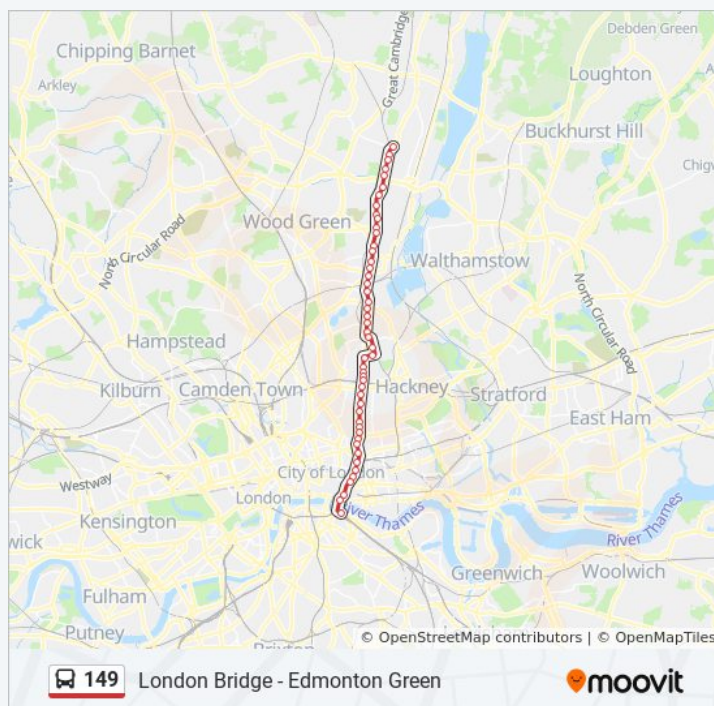 Debden Green
Chipping Barnet
Loughton
Arkley
Great Cambridge
Buckhurst Hill
Wood Green
North Circular Road
Walthamstow
North Circular Road
Hampstead
Kilburn
Camden Town
Hackney
Stratford
East Ham
City of London
Westway
London
Kensington
River Thames
River Thames
wick
Greenwich
Woolwich
Fulham
Putney
© OpenStreetMap contributors | © OpenMapTiles
149 London Bridge - Edmonton Green
moovit